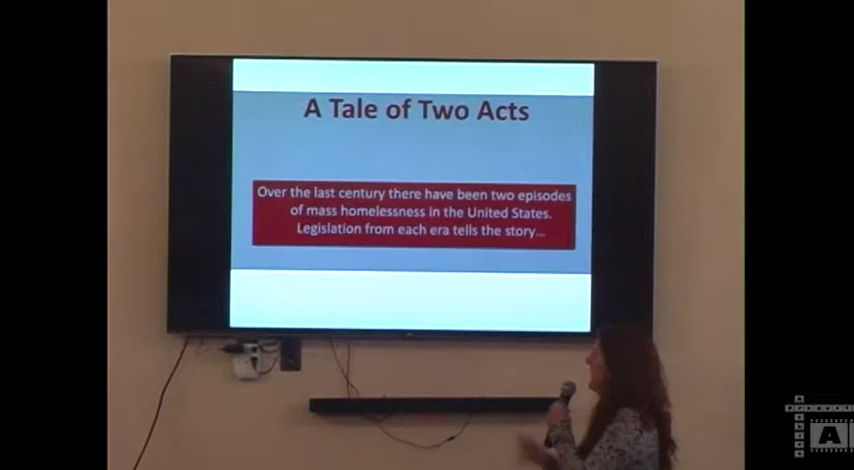 A Tale of Two Acts
Over the last century there have been two episodes
of mass homelessness in the United States.
Legislation from each era tells the story...
A